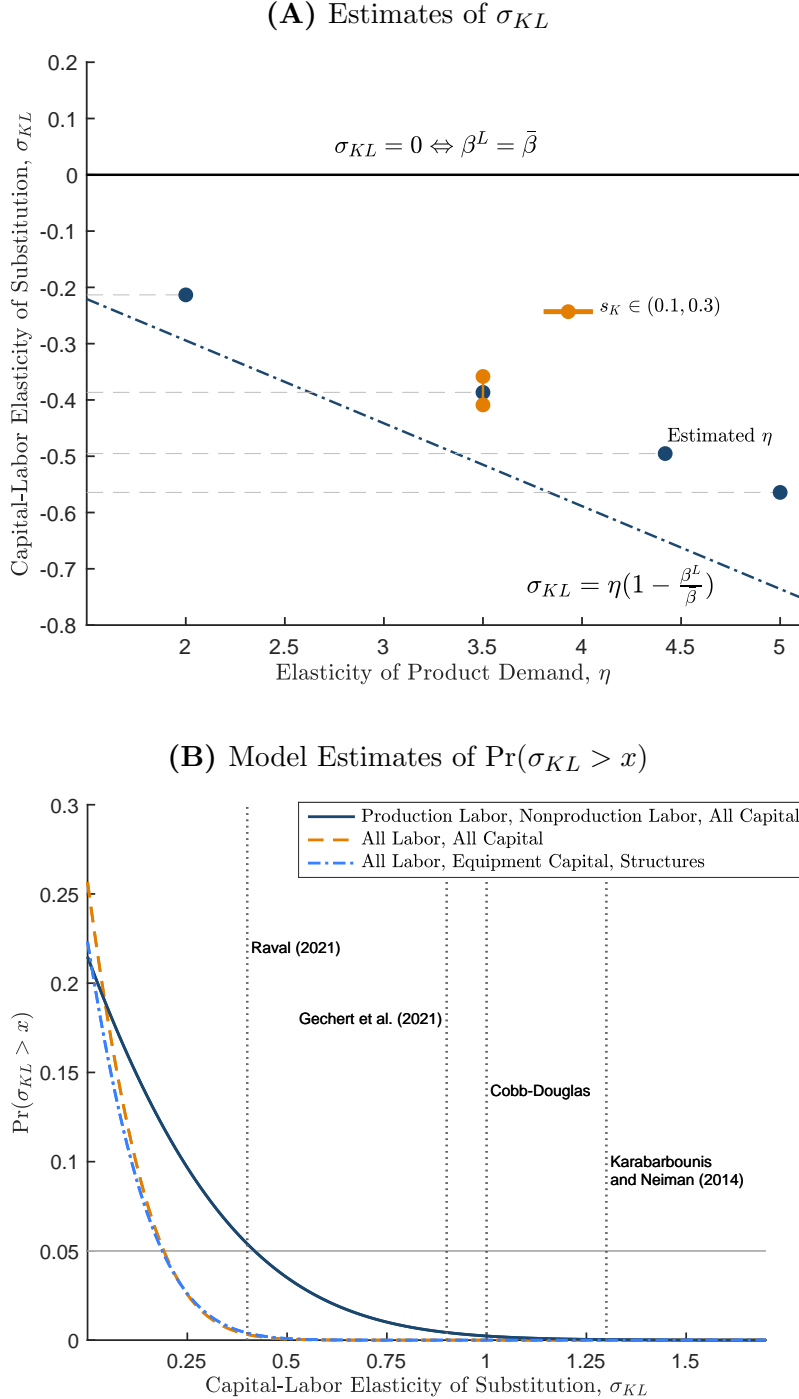 (A) Estimates of σ_KL
0.2
0.1
0
-0.1
-0.2
-0.3
-0.4
-0.5
-0.6
-0.7
-0.8
Capital-Labor Elasticity of Substitution, σ_KL
σ_KL = 0 ⇔ β^L = β̄
s_K ∈ (0.1, 0.3)
Estimated η
σ_KL = η(1 − β^L/β̄)
2 2.5 3 3.5 4 4.5 5
Elasticity of Product Demand, η
(B) Model Estimates of Pr(σ_KL > x)
0.3
0.25
0.2
0.15
0.1
0.05
0
Pr(σ_KL > x)
Production Labor, Nonproduction Labor, All Capital
All Labor, All Capital
All Labor, Equipment Capital, Structures
Raval (2021)
Gechert et al. (2021)
Cobb-Douglas
Karabarbounis
and Neiman (2014)
0.25 0.5 0.75 1 1.25 1.5
Capital-Labor Elasticity of Substitution, σ_KL